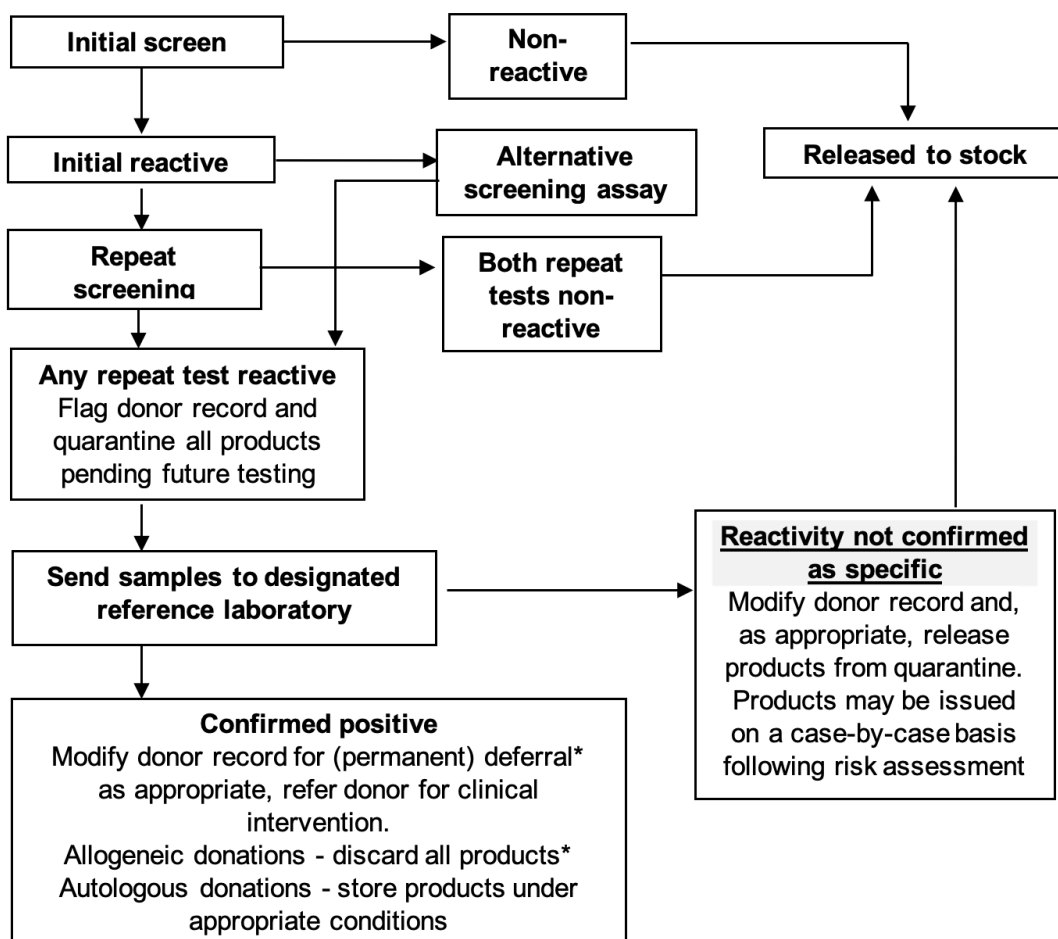 Initial screen
Non-
reactive
Initial reactive
Alternative
screening assay
Released to stock
Repeat
screening
Both repeat
tests non-
reactive
Any repeat test reactive
Flag donor record and
quarantine all products
pending future testing
Send samples to designated
reference laboratory
Reactivity not confirmed
as specific
Modify donor record and,
as appropriate, release
products from quarantine.
Products may be issued
on a case-by-case basis
following risk assessment
Confirmed positive
Modify donor record for (permanent) deferral*
as appropriate, refer donor for clinical
intervention.
Allogeneic donations - discard all products*
Autologous donations - store products under
appropriate conditions